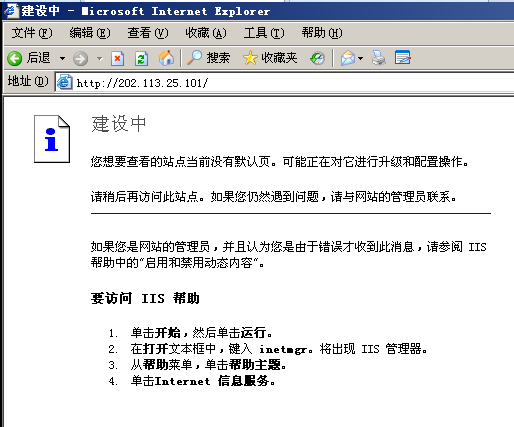 建设中 - Microsoft Internet Explorer
文件(F) 编辑(E) 查看(V) 收藏(A) 工具(T) 帮助(H)
后退 搜索 收藏夹
地址(D) http://202.113.25.101/
建设中
您想要查看的站点当前没有默认页。可能正在对它进行升级和配置操作。
请稍后再访问此站点。如果您仍然遇到问题，请与网站的管理员联系。
如果您是网站的管理员，并且认为您是由于错误才收到此消息，请参阅 IIS
帮助中的"启用和禁用动态内容"。
要访问 IIS 帮助
1. 单击开始，然后单击运行。
2. 在打开文本框中，键入 inetmgr。将出现 IIS 管理器。
3. 从帮助菜单，单击帮助主题。
4. 单击Internet 信息服务。